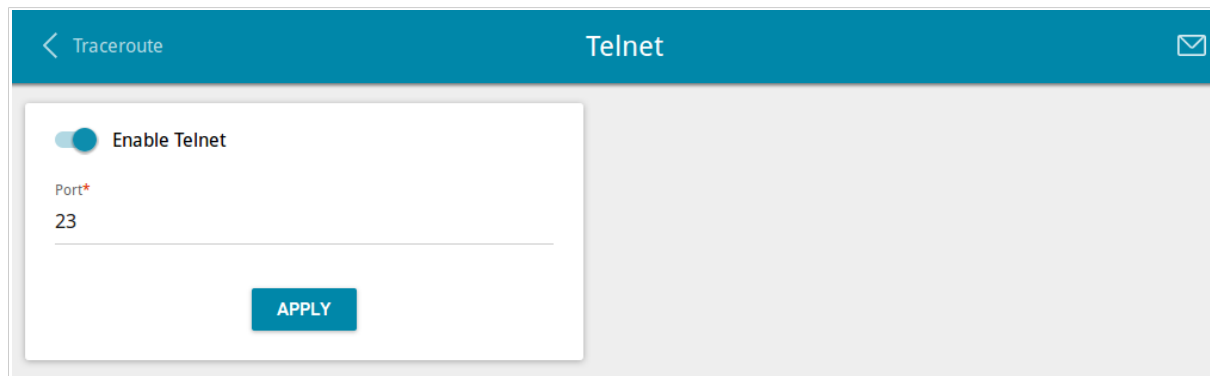 Traceroute
Telnet
Enable Telnet
Port*
23
APPLY